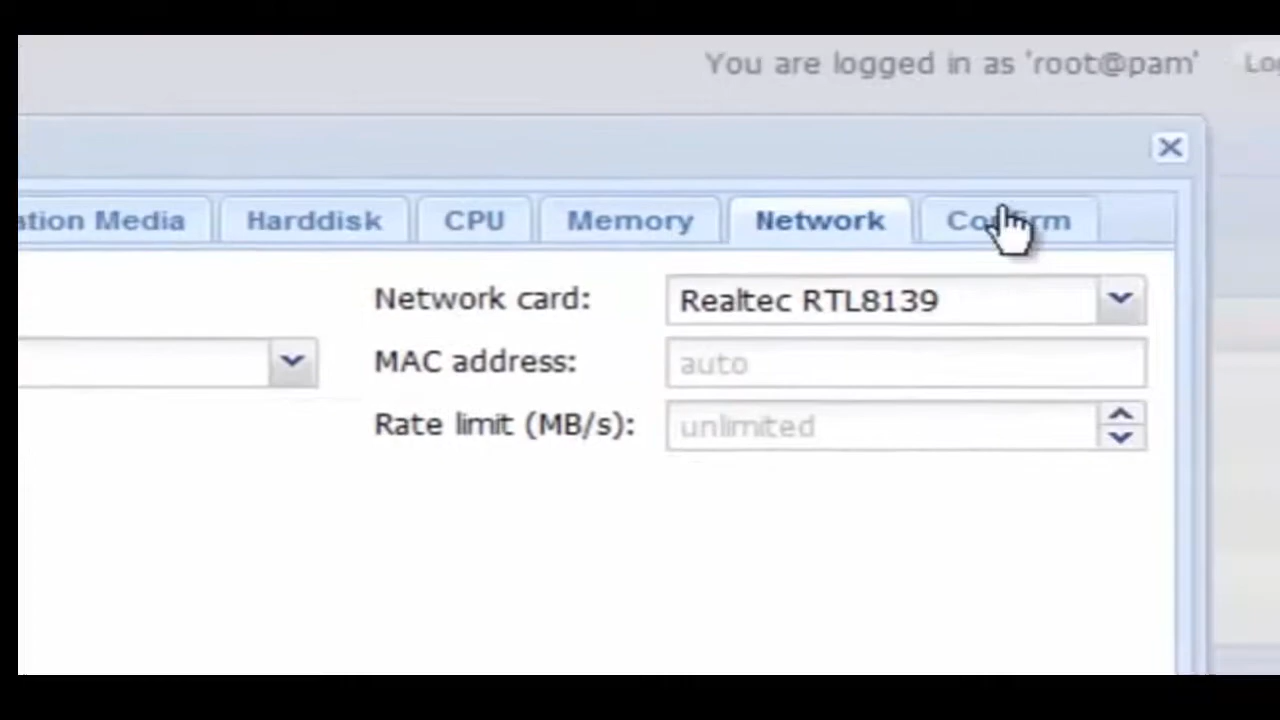 You are logged in as 'root@pam'
ation Media Harddisk CPU Memory Network Confirm
Network card: Realtec RTL8139
MAC address: auto
Rate limit (MB/s): unlimited